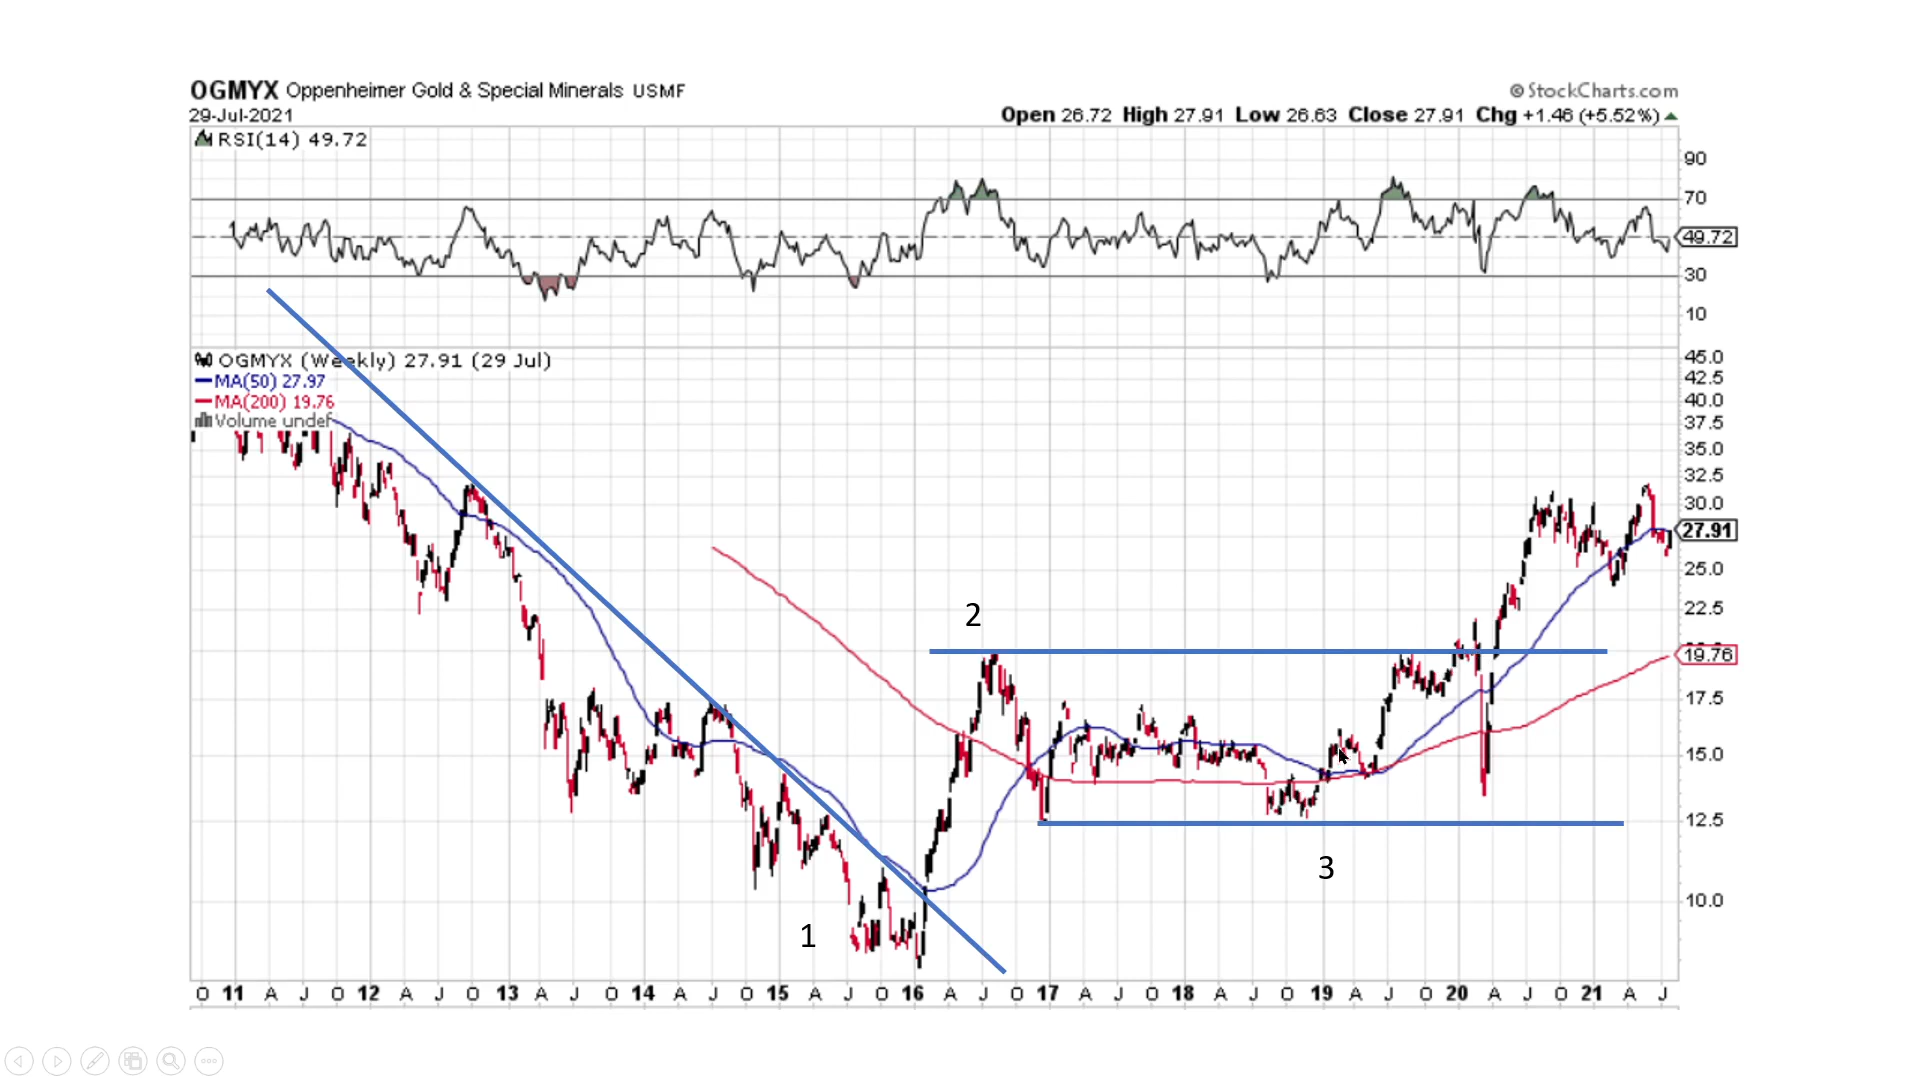 OGMYX Oppenheimer Gold & Special Minerals USMF
© StockCharts.com
29-Jul-2021
Open 26.72 High 27.91 Low 26.63 Close 27.91 Chg +1.46 (+5.52%)
RSI(14) 49.72
90
70
49.72
30
10
OGMYX (Weekly) 27.91 (29 Jul)
MA(50) 27.97
MA(200) 19.76
Volume undef
45.0
42.5
40.0
37.5
35.0
32.5
30.0
27.91
25.0
22.5
19.76
17.5
15.0
12.5
10.0
2
3
1
O 11 A J O 12 A J O 13 A J O 14 A J O 15 A J O 16 A J O 17 A J O 18 A J O 19 A J O 20 A J O 21 A J